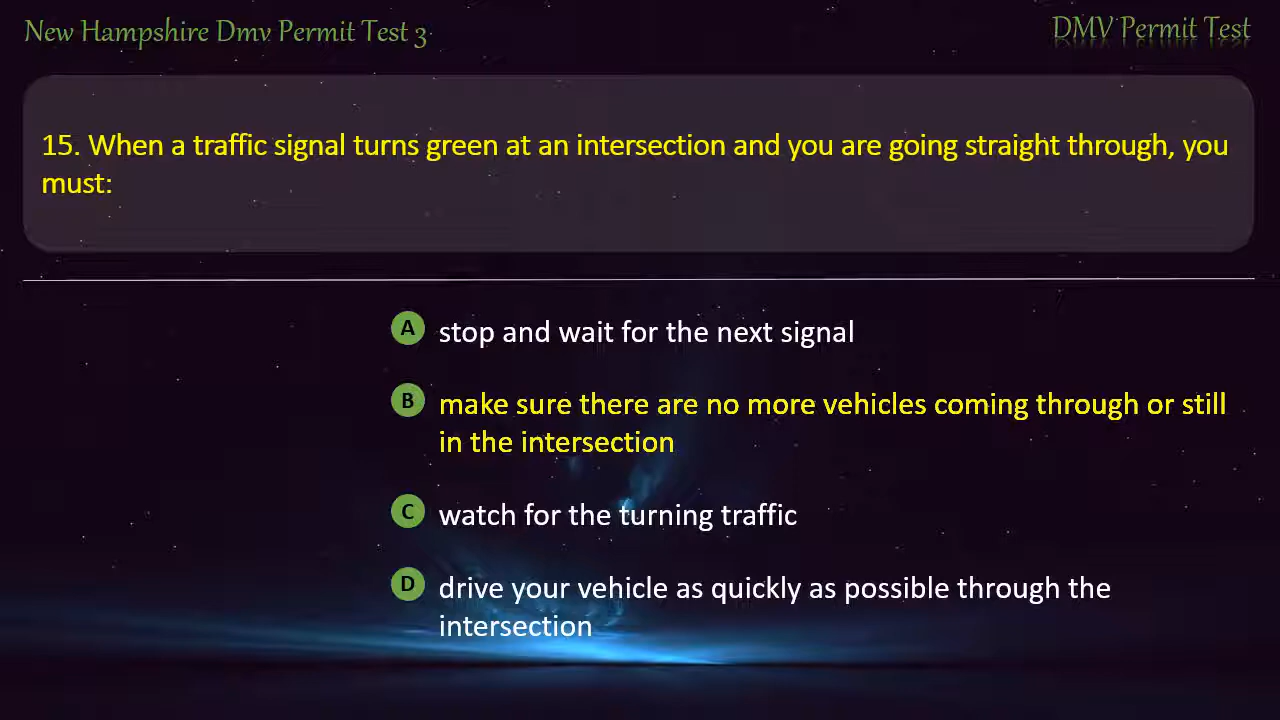 New Hampshire Dmv Permit Test 3
DMV Permit Test
15. When a traffic signal turns green at an intersection and you are going straight through, you
must:
A stop and wait for the next signal
B make sure there are no more vehicles coming through or still
in the intersection
C watch for the turning traffic
D drive your vehicle as quickly as possible through the
intersection